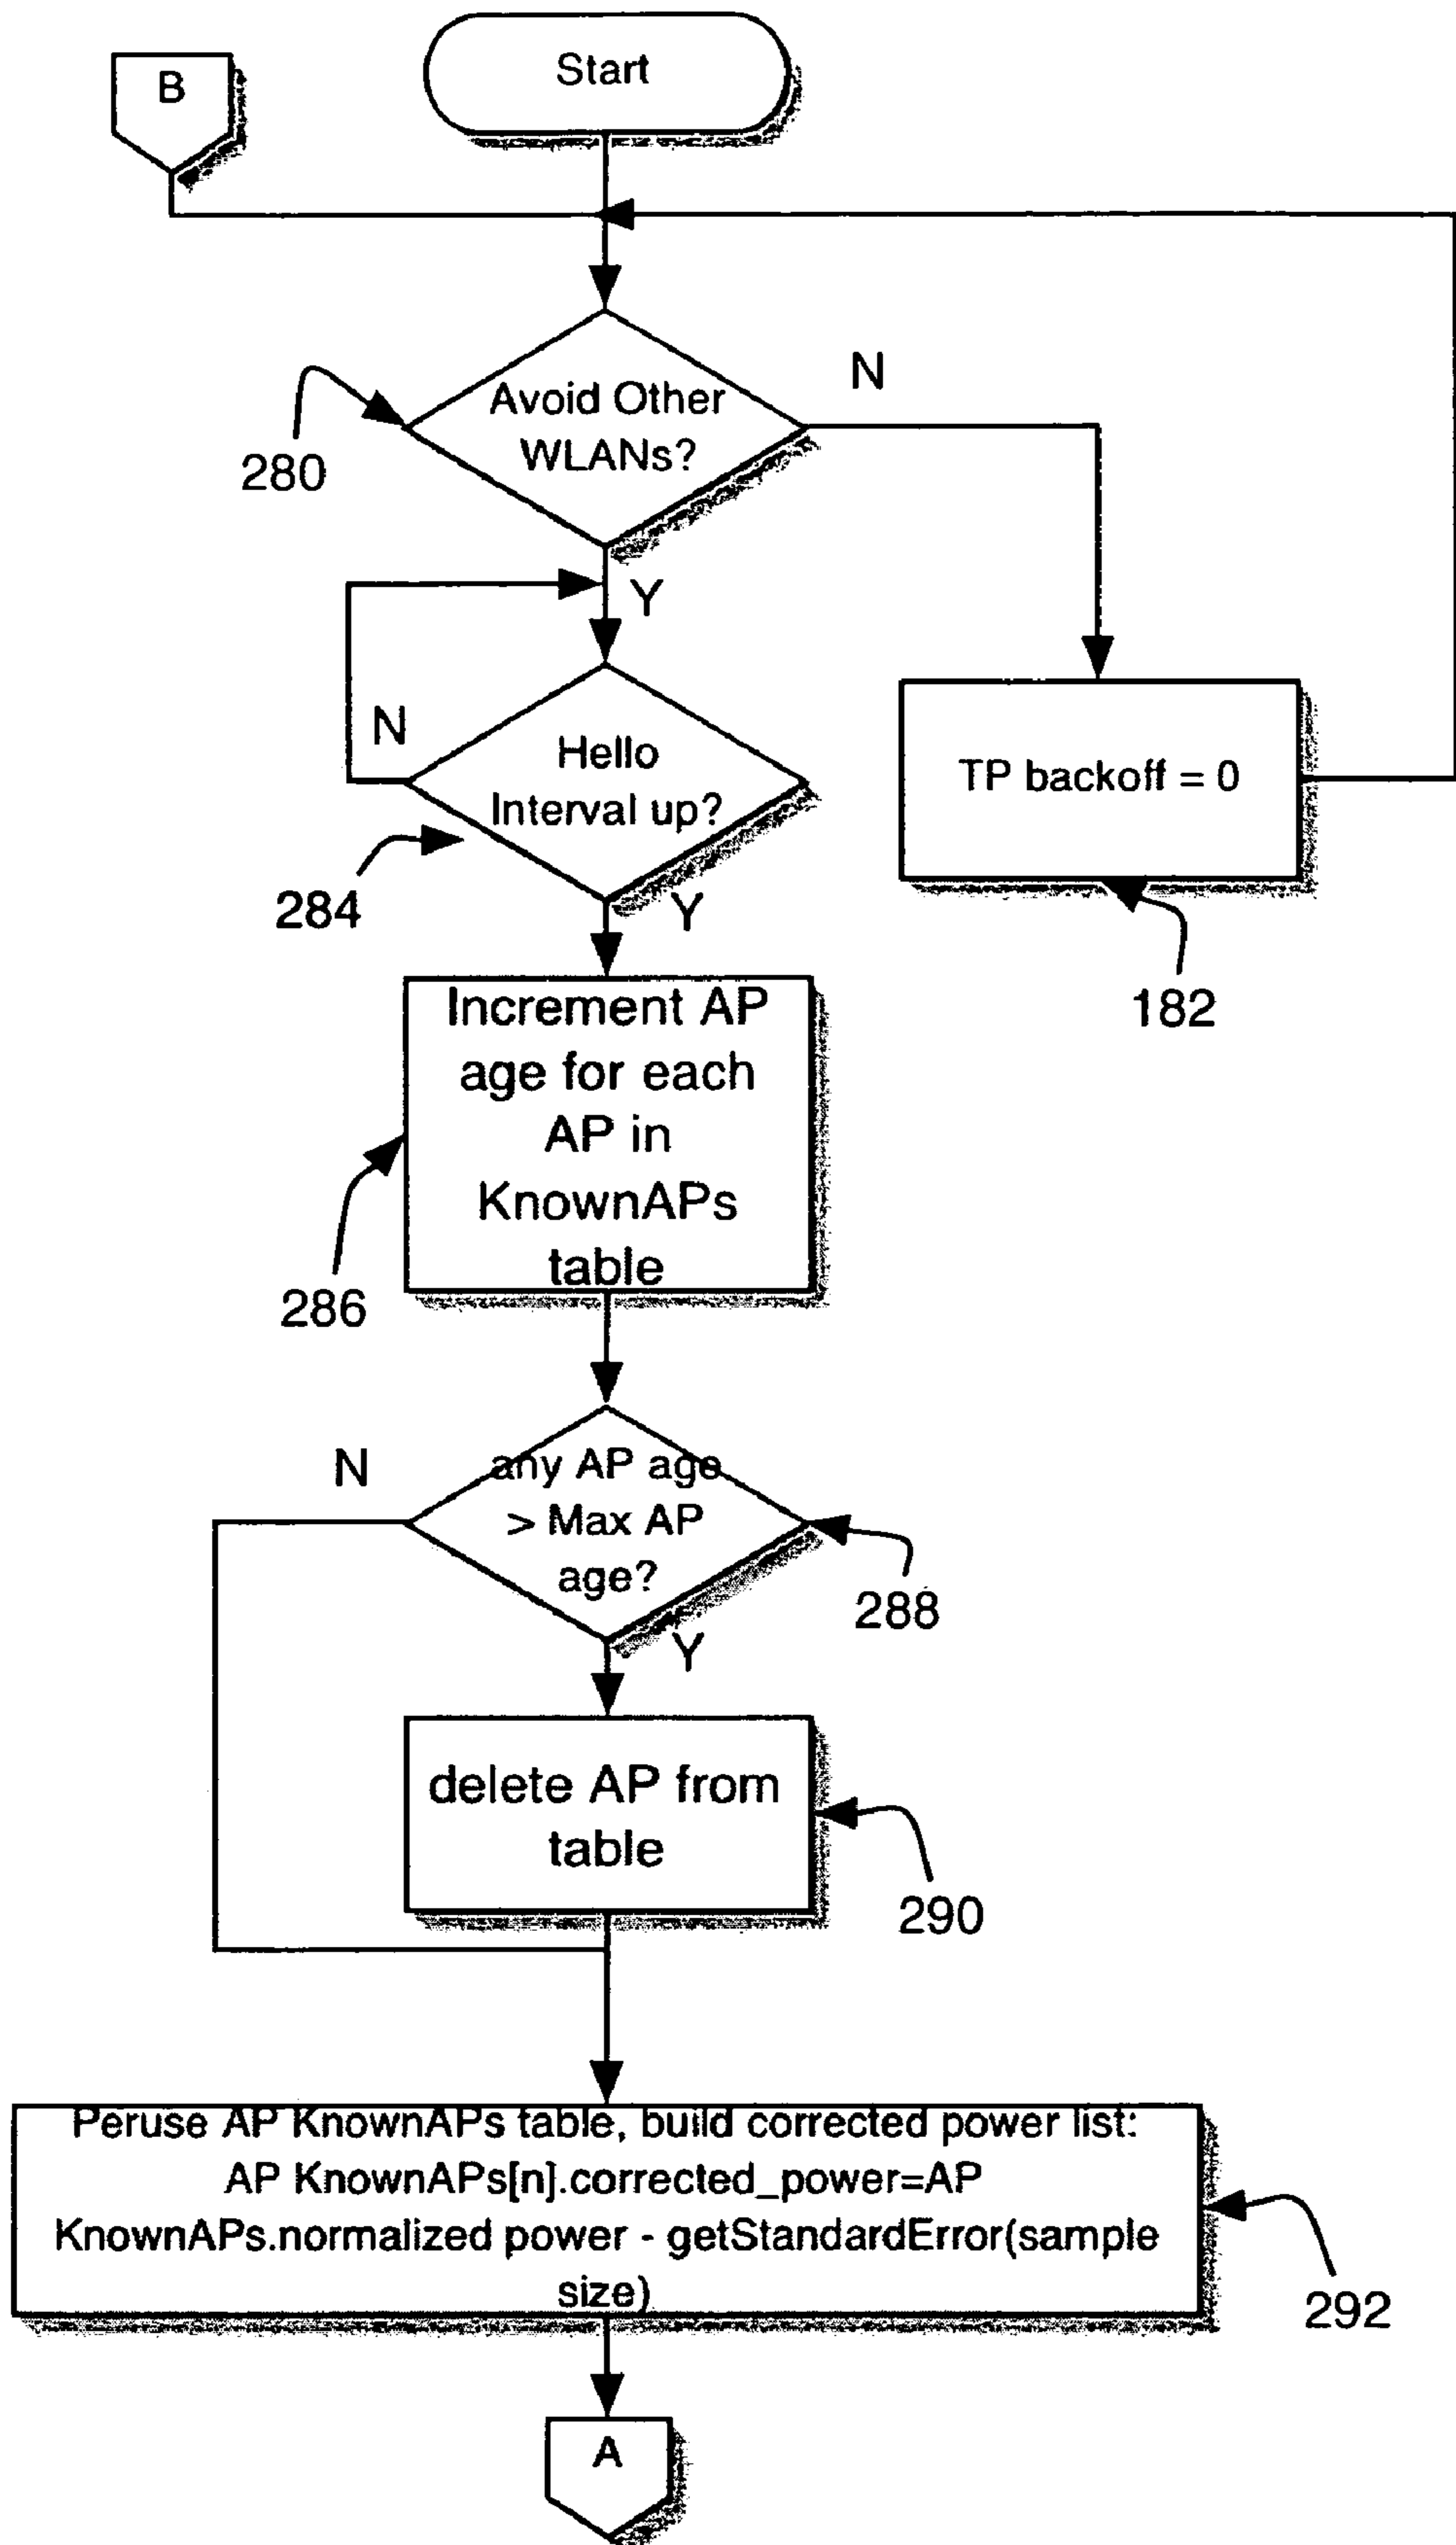 B
Start
Avoid Other
WLANs?
N
280
Y
Hello
Interval up?
N
TP backoff = 0
284
Y
182
Increment AP
age for each
AP in
KnownAPs
table
286
any AP age
> Max AP
age?
N
288
Y
delete AP from
table
290
Peruse AP KnownAPs table, build corrected power list:
AP KnownAPs[n].corrected_power=AP
KnownAPs.normalized power - getStandardError(sample
size)
292
A